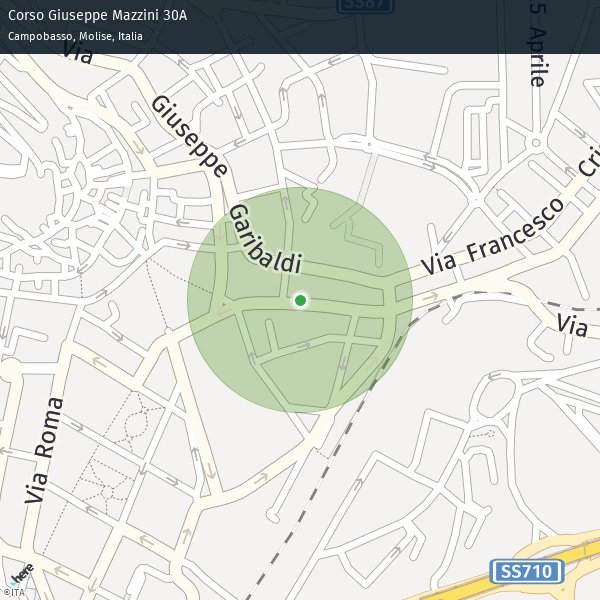 Corso Giuseppe Mazzini 30A
Campobasso, Molise, Italia
SS87
Via
Giuseppe
Garibaldi
Via Francesco
Cri
5 Aprile
Via
Via Roma
SS710
here
©ITA